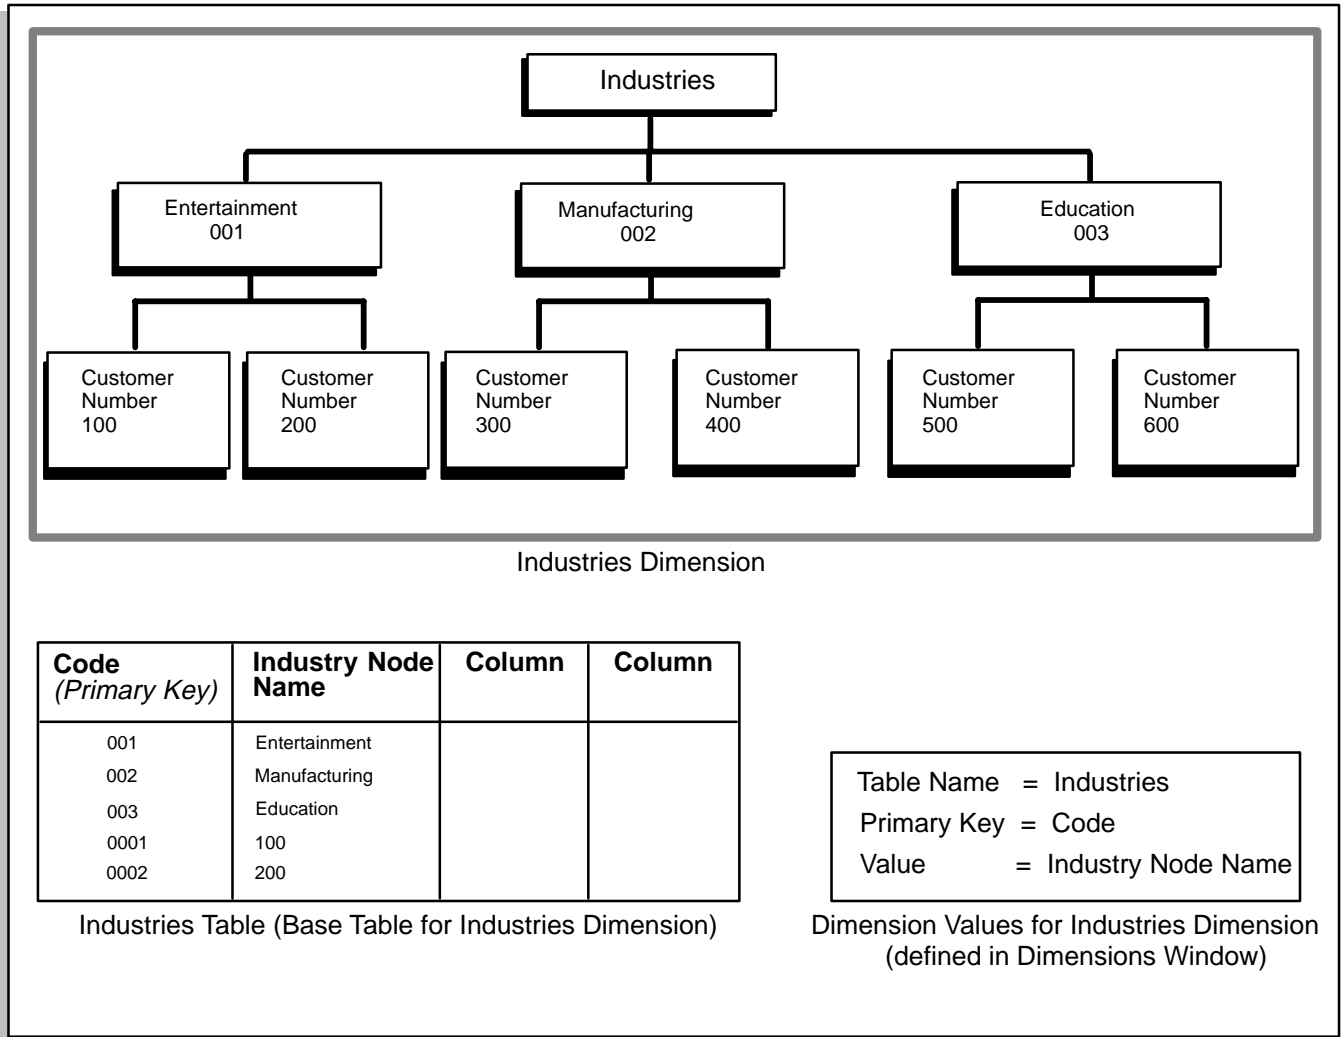 Industries
Entertainment
001
Manufacturing
002
Education
003
Customer
Number
100
Customer
Number
200
Customer
Number
300
Customer
Number
400
Customer
Number
500
Customer
Number
600
Industries Dimension
Code
(Primary Key)
Industry Node
Name
Column
Column
001 Entertainment
002 Manufacturing
003 Education
0001 100
0002 200
Industries Table (Base Table for Industries Dimension)
Table Name = Industries
Primary Key = Code
Value = Industry Node Name
Dimension Values for Industries Dimension
(defined in Dimensions Window)